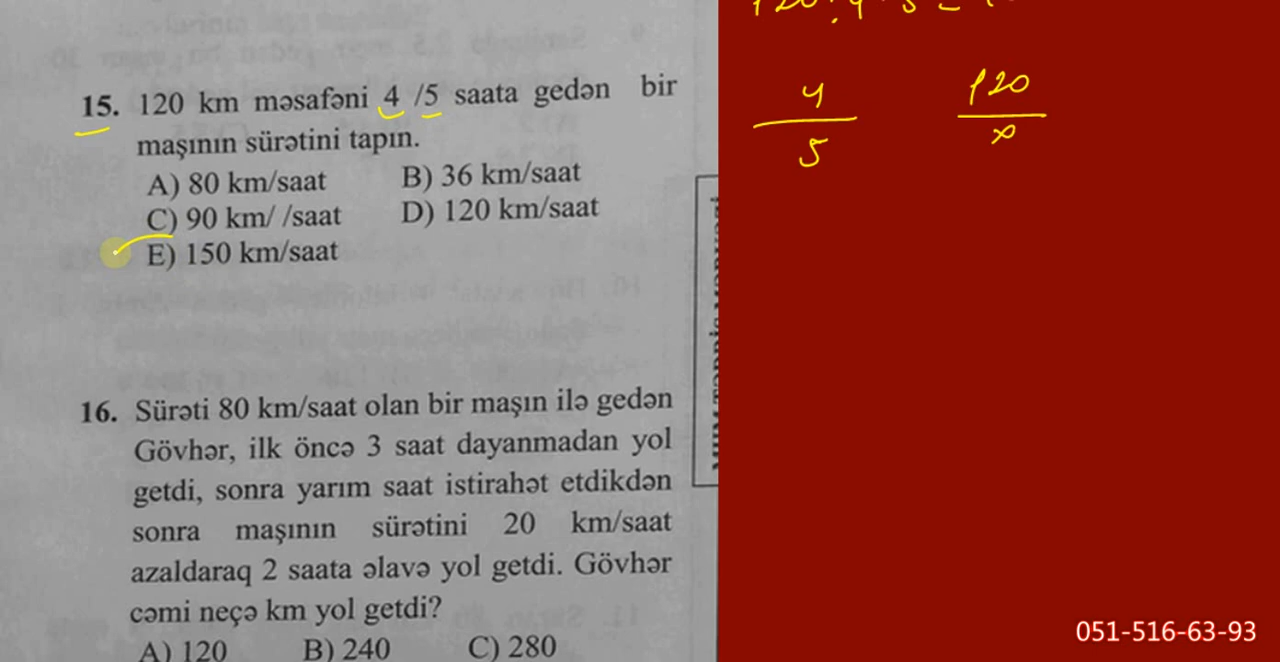 15. 120 km məsafəni 4 /5 saata gedən bir
maşının sürətini tapın.
A) 80 km/saat B) 36 km/saat
C) 90 km/ /saat D) 120 km/saat
E) 150 km/saat
16. Sürəti 80 km/saat olan bir maşın ilə gedən
Gövhər, ilk öncə 3 saat dayanmadan yol
getdi, sonra yarım saat istirahət etdikdən
sonra maşının sürətini 20 km/saat
azaldaraq 2 saata əlavə yol getdi. Gövhər
cəmi neçə km yol getdi?
A) 120 B) 240 C) 280
4 120
5
051-516-63-93